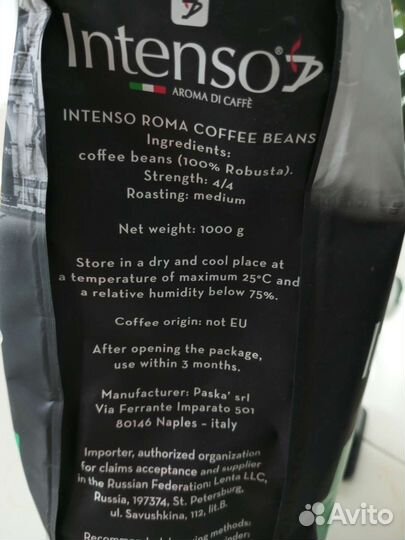 Intenso®
AROMA DI CAFFÈ
INTENSO ROMA COFFEE BEANS
Ingredients:
coffee beans (100% Robusta).
Strength: 4/4
Roasting: medium
Net weight: 1000 g
Store in a dry and cool place at
a temperature of maximum 25°C and
a relative humidity below 75%.
Coffee origin: not EU
After opening the package,
use within 3 months.
Manufacturer: Paska' srl
Via Ferrante Imparato 501
80146 Naples – italy
Importer, authorized organization
for claims acceptance and supplier
in the Russian Federation: Lenta LLC,
Russia, 197374, St. Petersburg,
ul. Savushkina, 112, lit.B.
Recommended brewing methods:
Avito